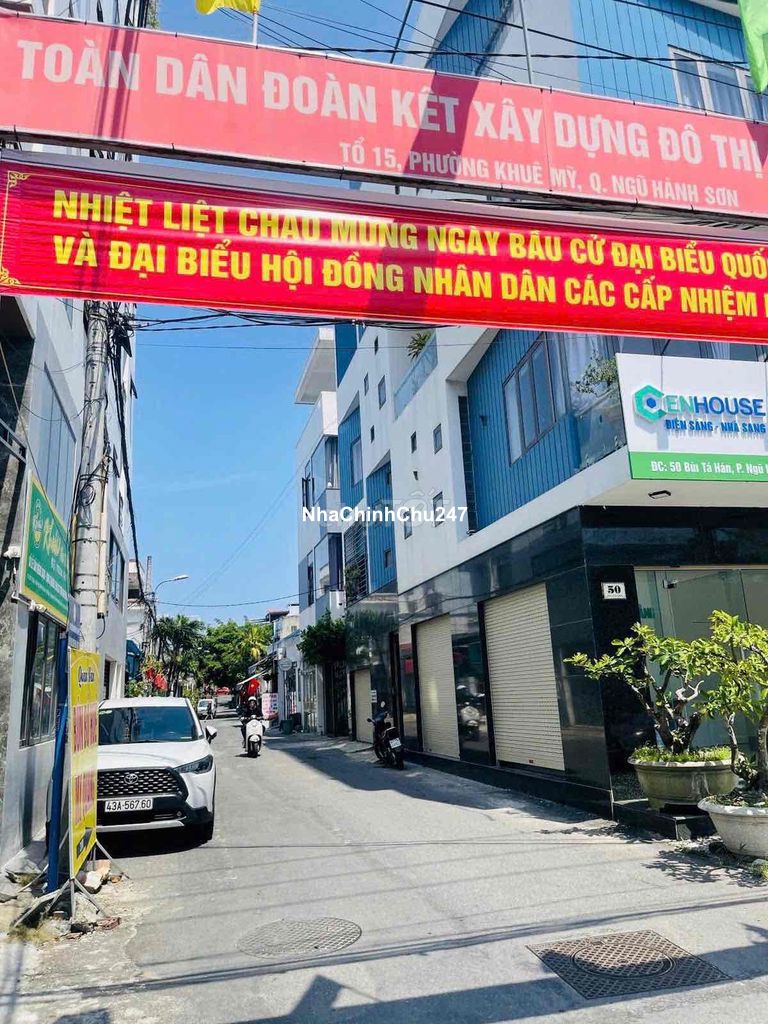 TOÀN DÂN ĐOÀN KẾT XÂY DỰNG ĐÔ THỊ
TỔ 15, PHƯỜNG KHUÊ MỸ, Q. NGŨ HÀNH SƠN
NHIỆT LIỆT CHÀO MỪNG NGÀY BẦU CỬ ĐẠI BIỂU QUỐ
VÀ ĐẠI BIỂU HỘI ĐỒNG NHÂN DÂN CÁC CẤP NHIỆM
ENHOUSE
ĐIỆN SÁNG - NHÀ SANG
ĐC: 50 Bùi Tá Hán, P. Ngũ
NhaChinhChu247
50
43A-567.60